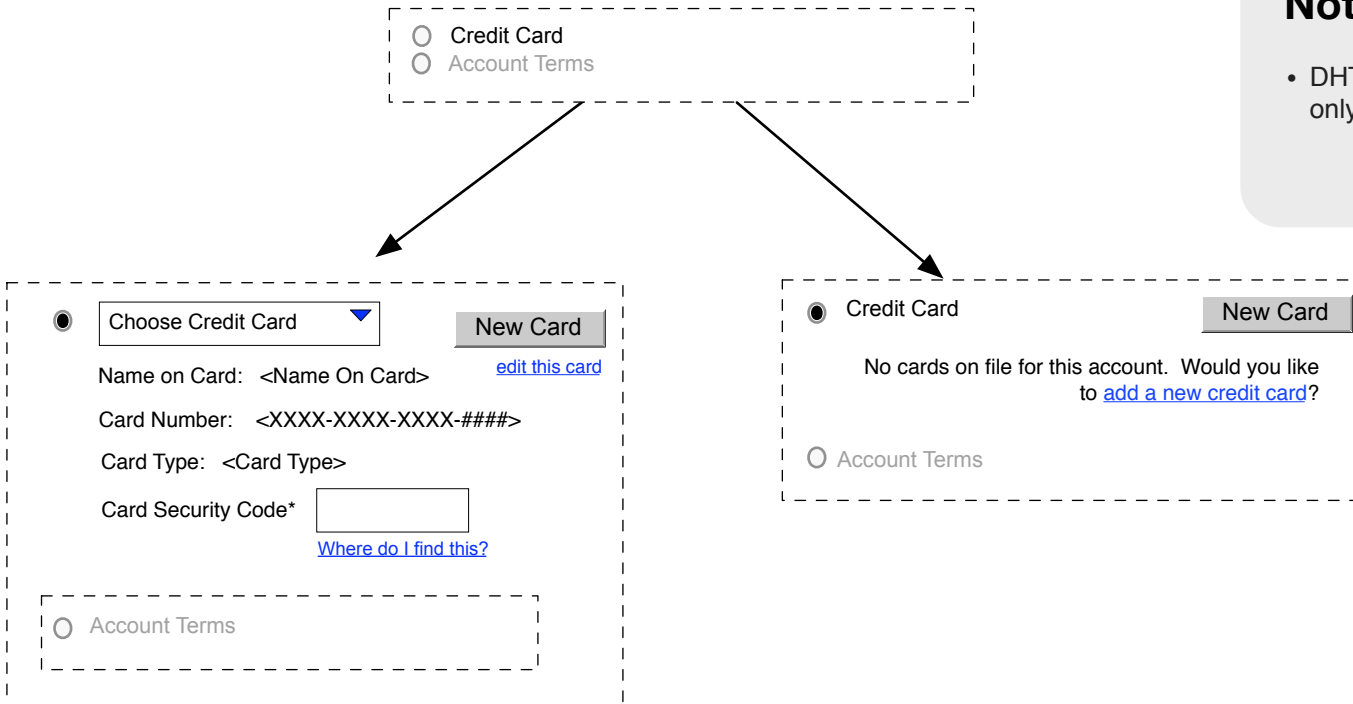 Credit Card
Account Terms
only
Choose Credit Card
New Card
edit this card
Name on Card: <Name On Card>
Card Number: <XXXX-XXXX-XXXX-####>
Card Type: <Card Type>
Card Security Code*
Where do I find this?
Account Terms
Credit Card
New Card
No cards on file for this account. Would you like
to add a new credit card?
Account Terms